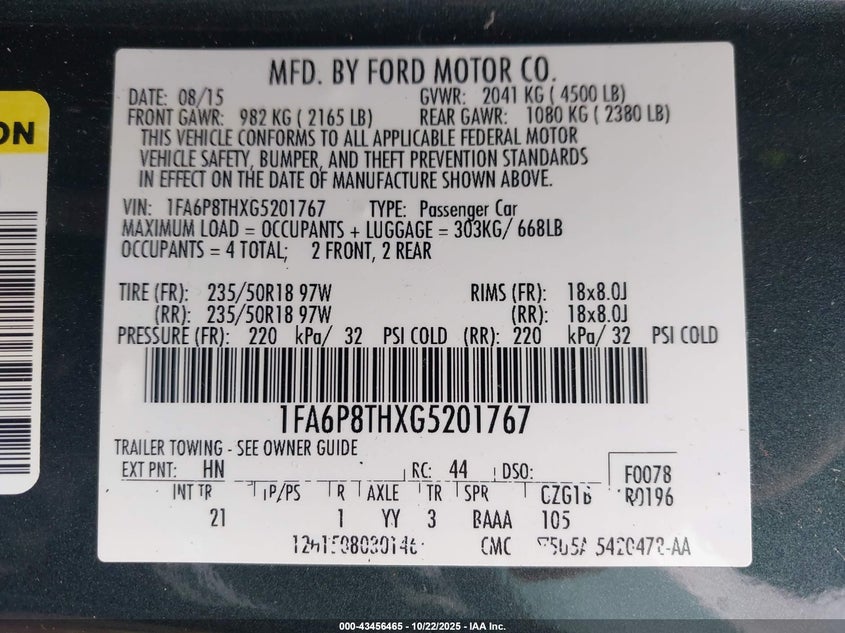 ON
MFD. BY FORD MOTOR CO.
DATE: 08/15 GVWR: 2041 KG ( 4500 LB)
FRONT GAWR: 982 KG ( 2165 LB) REAR GAWR: 1080 KG ( 2380 LB)
THIS VEHICLE CONFORMS TO ALL APPLICABLE FEDERAL MOTOR
VEHICLE SAFETY, BUMPER, AND THEFT PREVENTION STANDARDS
IN EFFECT ON THE DATE OF MANUFACTURE SHOWN ABOVE.
VIN: 1FA6P8THXG5201767 TYPE: Passenger Car
MAXIMUM LOAD = OCCUPANTS + LUGGAGE = 303KG/ 668LB
OCCUPANTS = 4 TOTAL; 2 FRONT, 2 REAR
TIRE (FR): 235/50R18 97W RIMS (FR): 18x8.0J
(RR): 235/50R18 97W (RR): 18x8.0J
PRESSURE (FR): 220 kPa/ 32 PSI COLD (RR): 220 kPa/ 32 PSI COLD
1FA6P8THXG5201767
TRAILER TOWING - SEE OWNER GUIDE
EXT PNT: HN RC: 44 DSO: F0078
INT TR TP/PS R AXLE TR SPR R0196
21 1 YY 3 BAAA 105
CMC
000-43456465 - 10/22/2025 - IAA Inc.